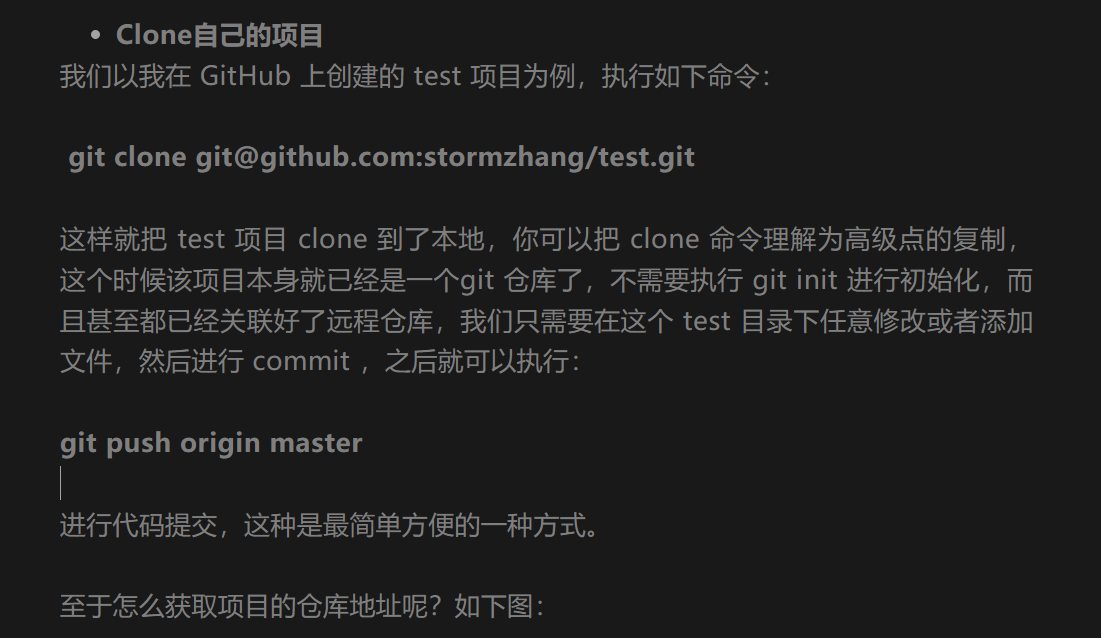 • Clone自己的项目
我们以我在 GitHub 上创建的 test 项目为例，执行如下命令：
git clone git@github.com:stormzhang/test.git
这样就把 test 项目 clone 到了本地，你可以把 clone 命令理解为高级点的复制，
这个时候该项目本身就已经是一个git 仓库了，不需要执行 git init 进行初始化，而
且甚至都已经关联好了远程仓库，我们只需要在这个 test 目录下任意修改或者添加
文件，然后进行 commit ，之后就可以执行：
git push origin master
进行代码提交，这种是最简单方便的一种方式。
至于怎么获取项目的仓库地址呢？如下图：